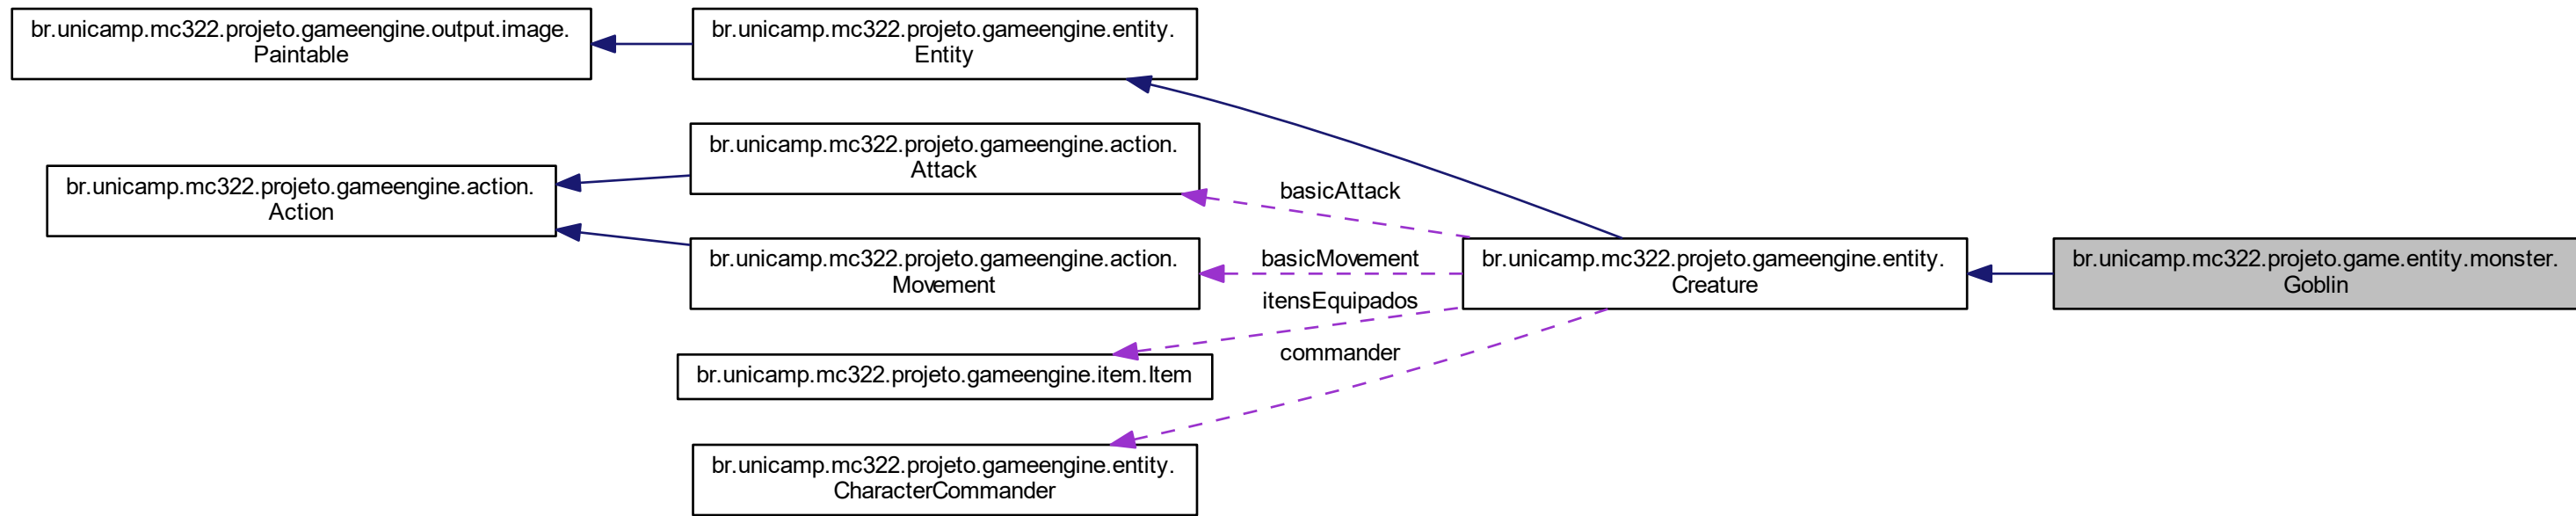 br.unicamp.mc322.projeto.gameengine.output.image.
Paintable
br.unicamp.mc322.projeto.gameengine.entity.
Entity
br.unicamp.mc322.projeto.gameengine.action.
Action
br.unicamp.mc322.projeto.gameengine.action.
Attack
br.unicamp.mc322.projeto.gameengine.action.
Movement
br.unicamp.mc322.projeto.gameengine.item.Item
br.unicamp.mc322.projeto.gameengine.entity.
CharacterCommander
basicAttack
basicMovement
itensEquipados
commander
br.unicamp.mc322.projeto.gameengine.entity.
Creature
br.unicamp.mc322.projeto.game.entity.monster.
Goblin